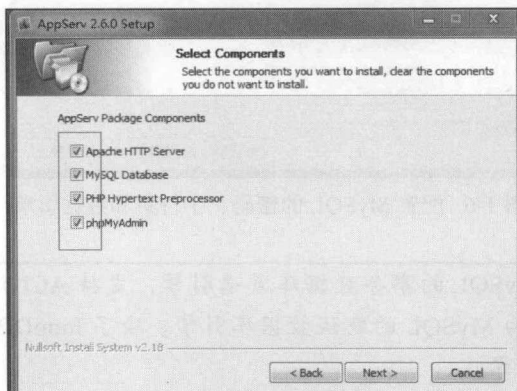 AppServ 2.6.0 Setup
Select Components
Select the components you want to install, clear the components
you do not want to install.
AppServ Package Components
Apache HTTP Server
MySQL Database
PHP Hypertext Preprocessor
phpMyAdmin
Nullsoft Install System v2.18
< Back
Next >
Cancel